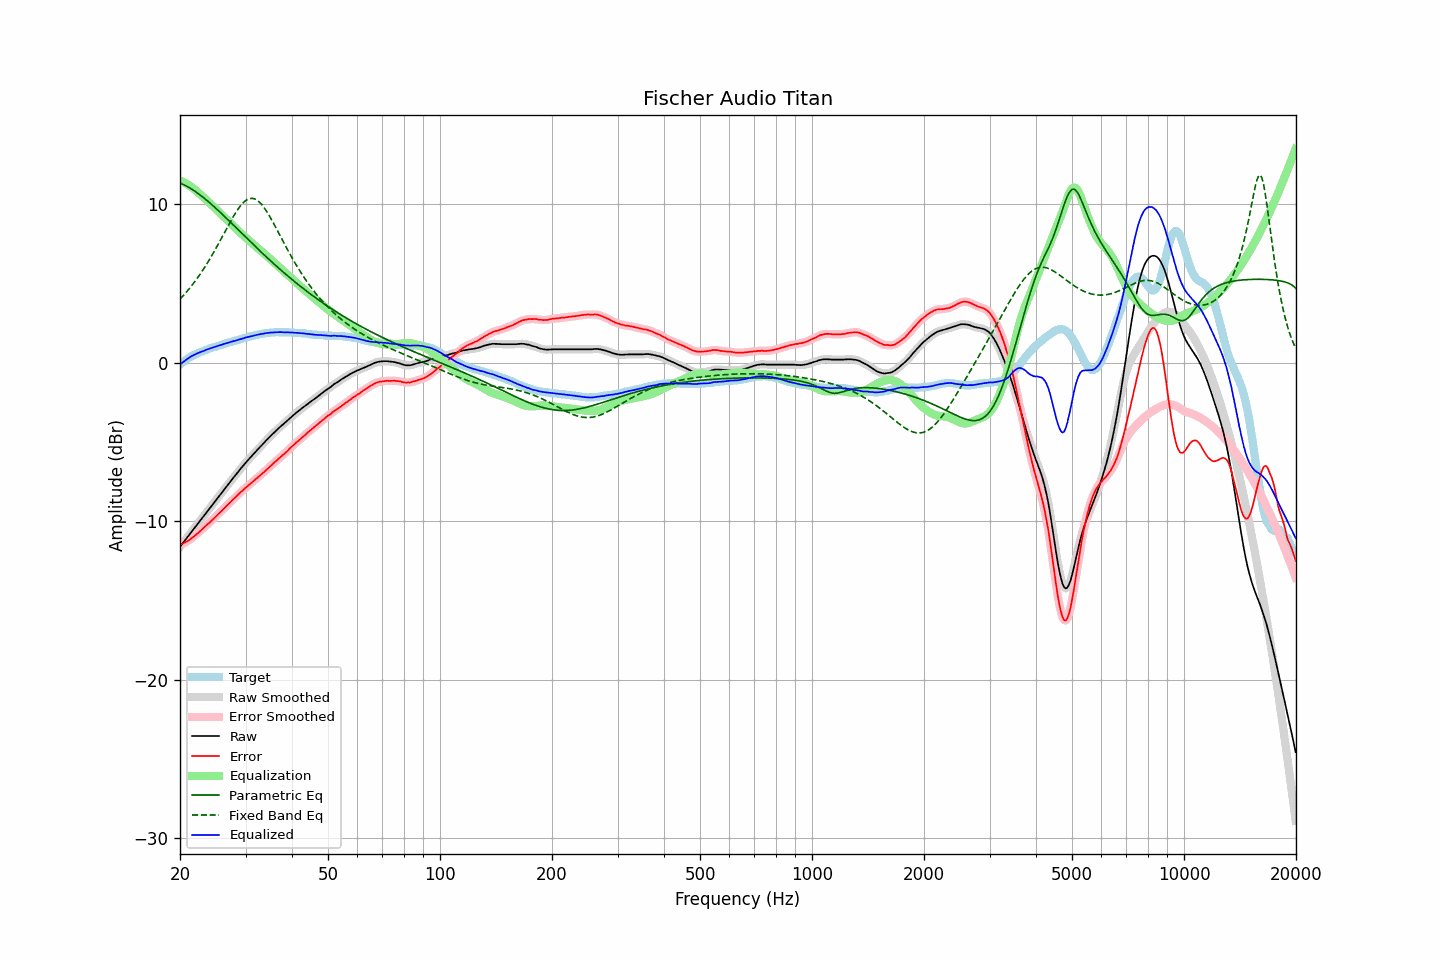 Fischer Audio Titan
Amplitude (dBr)
10
0
−10
−20
−30
Target
Raw Smoothed
Error Smoothed
Raw
Error
Equalization
Parametric Eq
Fixed Band Eq
Equalized
20 50 100 200 500 1000 2000 5000 10000 20000
Frequency (Hz)